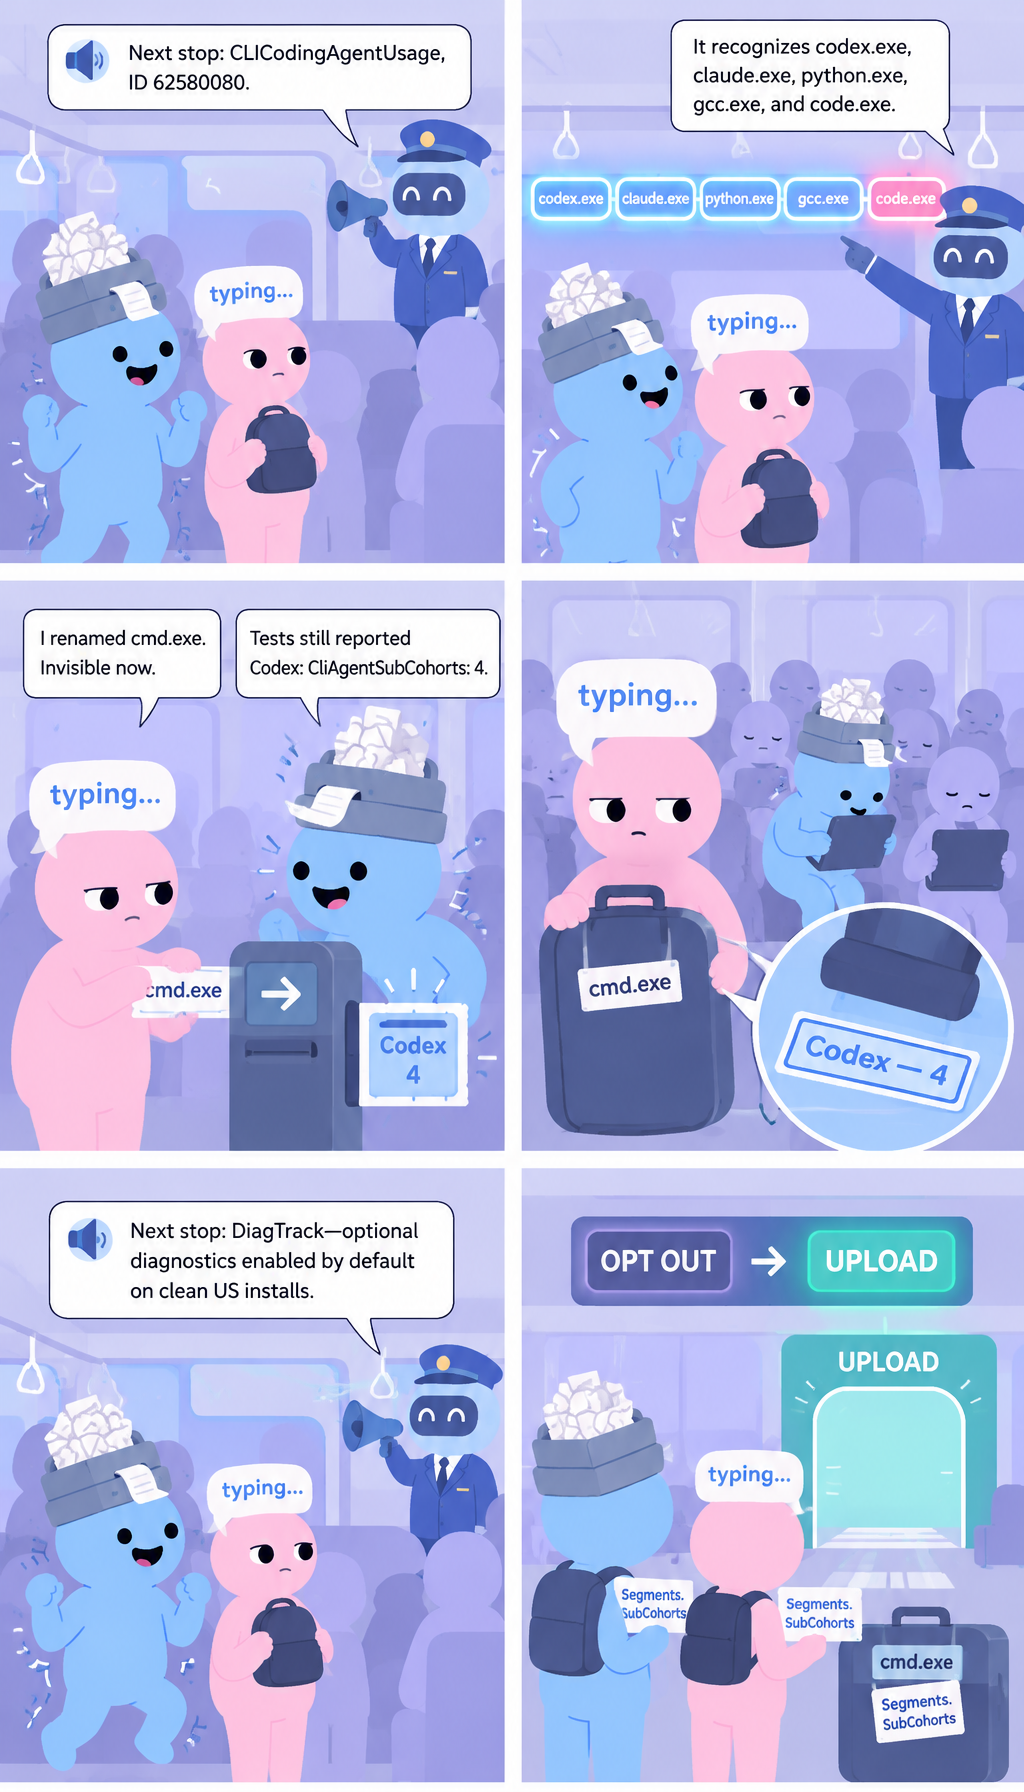 Next stop: CLICodingAgentUsage,
ID 62580080.
typing...
It recognizes codex.exe,
claude.exe, python.exe,
gcc.exe, and code.exe.
codex.exe
claude.exe
python.exe
gcc.exe
code.exe
typing...
I renamed cmd.exe.
Invisible now.
Tests still reported
Codex: CliAgentSubCohorts: 4.
typing...
cmd.exe
Codex
4
typing...
cmd.exe
Codex — 4
Next stop: DiagTrack—optional
diagnostics enabled by default
on clean US installs.
typing...
OPT OUT → UPLOAD
UPLOAD
typing...
Segments.
SubCohorts
Segments.
SubCohorts
cmd.exe
Segments.
SubCohorts